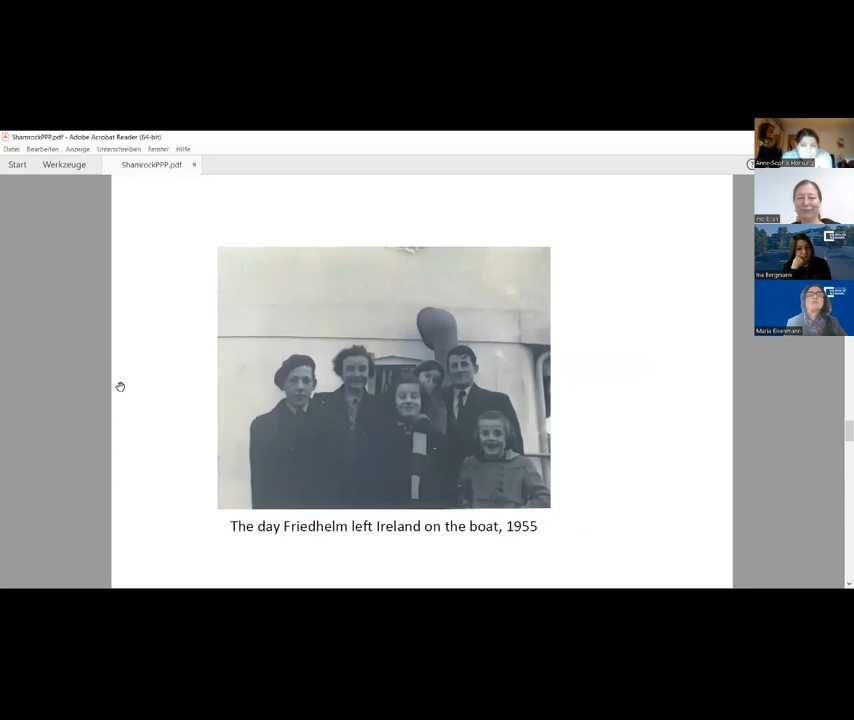 ShamrockPPP.pdf - Adobe Acrobat Reader (64-bit)
Datei Bearbeiten Anzeige Unterschreiben Fenster Hilfe
Start Werkzeuge ShamrockPPP.pdf ×
The day Friedhelm left Ireland on the boat, 1955
Ina Bergmann
Maria Eisenmann